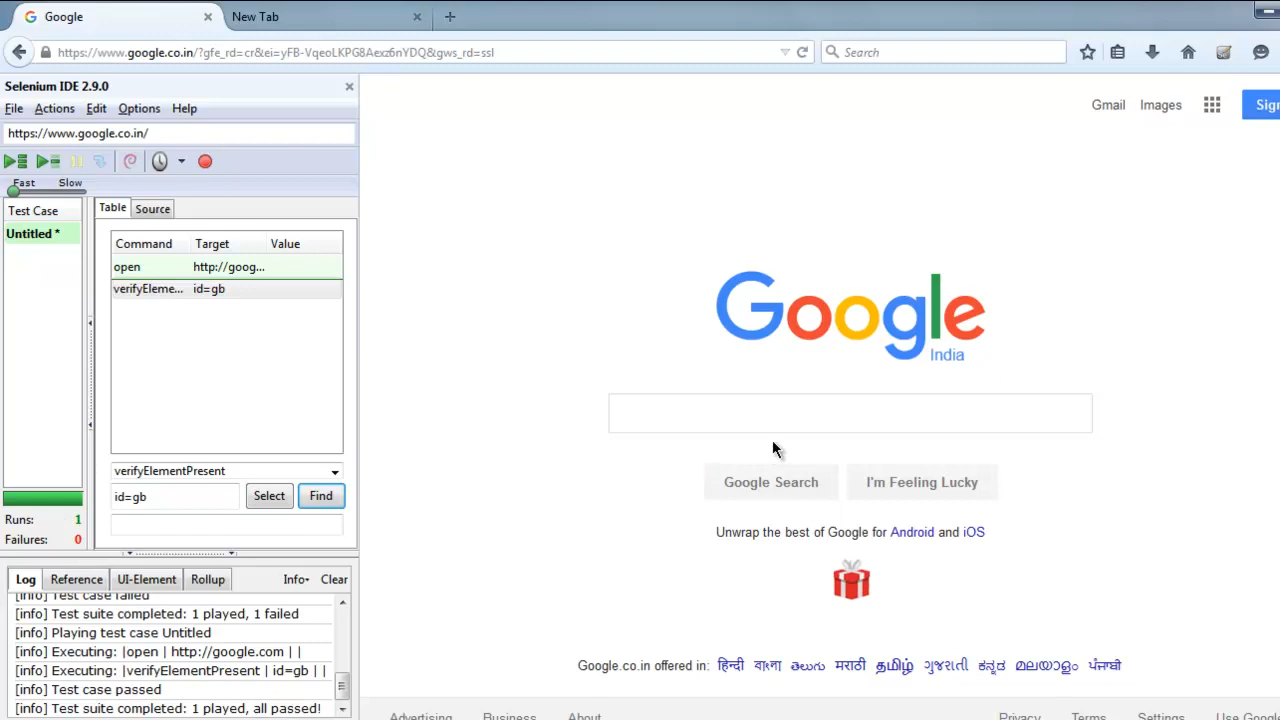 Google
New Tab
https://www.google.co.in/?gfe_rd=cr&ei=yFB-VqeoLKPG8Aexz6nYDQ&gws_rd=ssl
Search
Selenium IDE 2.9.0
File Actions Edit Options Help
https://www.google.co.in/
Fast Slow
Test Case
Untitled *
Table Source
Command Target Value
open http://goog...
verifyEleme... id=gb
verifyElementPresent
id=gb Select Find
Runs: 1
Failures: 0
Log Reference UI-Element Rollup Info Clear
[info] Test case failed
[info] Test suite completed: 1 played, 1 failed
[info] Playing test case Untitled
[info] Executing: |open | http://google.com | |
[info] Executing: |verifyElementPresent | id=gb | |
[info] Test case passed
[info] Test suite completed: 1 played, all passed!
Gmail Images Sign
Google
India
Google Search I'm Feeling Lucky
Unwrap the best of Google for Android and iOS
Google.co.in offered in: हिन्दी বাংলা తెలుగు मराठी தமிழ் ગુજરાતી ಕನ್ನಡ മലയാളം ਪੰਜਾਬੀ
Advertising Business About Privacy Terms Settings Use Google